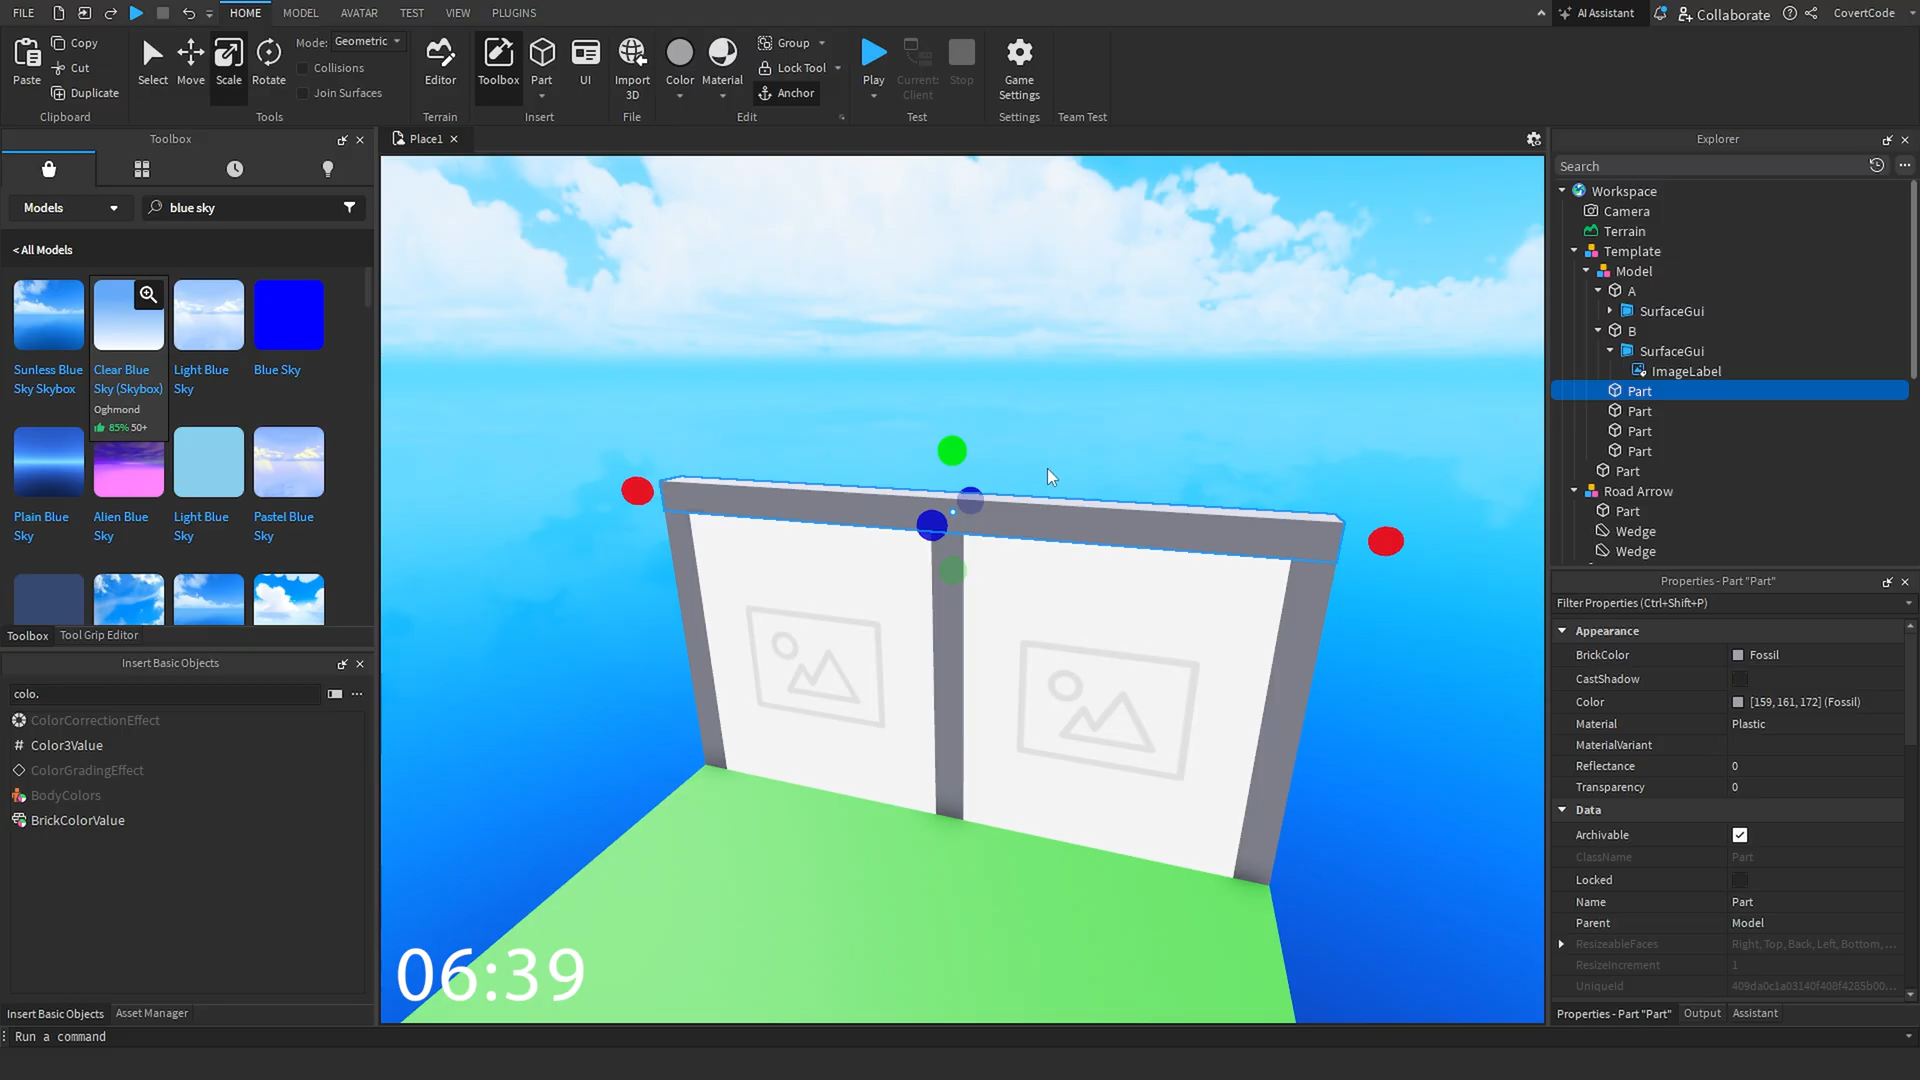 FILE
HOME
MODEL
AVATAR
TEST
VIEW
PLUGINS
AI Assistant
Collaborate
CovertCode
Paste
Copy
Cut
Duplicate
Clipboard
Select
Move
Scale
Rotate
Mode: Geometric
Collisions
Join Surfaces
Tools
Editor
Terrain
Toolbox
Part
UI
Insert
Import
3D
File
Color
Material
Group
Lock Tool
Anchor
Edit
Play
Current:
Client
Stop
Test
Game
Settings
Settings
Team Test
Toolbox
Models
blue sky
< All Models
Sunless Blue
Sky Skybox
Clear Blue
Sky (Skybox)
Oghmond
85% 50+
Light Blue
Sky
Blue Sky
Plain Blue
Sky
Alien Blue
Sky
Light Blue
Sky
Pastel Blue
Sky
Toolbox
Tool Grip Editor
Insert Basic Objects
colo.
ColorCorrectionEffect
Color3Value
ColorGradingEffect
BodyColors
BrickColorValue
Insert Basic Objects
Asset Manager
Run a command
Place1
06:39
Explorer
Search
Workspace
Camera
Terrain
Template
Model
A
SurfaceGui
B
SurfaceGui
ImageLabel
Part
Part
Part
Part
Part
Road Arrow
Part
Wedge
Wedge
Properties - Part "Part"
Filter Properties (Ctrl+Shift+P)
Appearance
BrickColor Fossil
CastShadow
Color [159, 161, 172] (Fossil)
Material Plastic
MaterialVariant
Reflectance 0
Transparency 0
Data
Archivable
ClassName Part
Locked
Name Part
Parent Model
ResizeableFaces Right, Top, Back, Left, Bottom, ...
ResizeIncrement 1
UniqueId 409da0c1a03140f408f4285b00...
Properties - Part "Part"
Output
Assistant